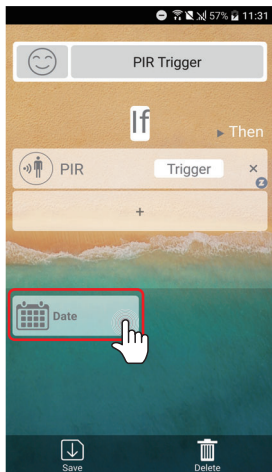 57% 11:31
PIR Trigger
If
Then
PIR Trigger ×
z
+
Date
Save Delete